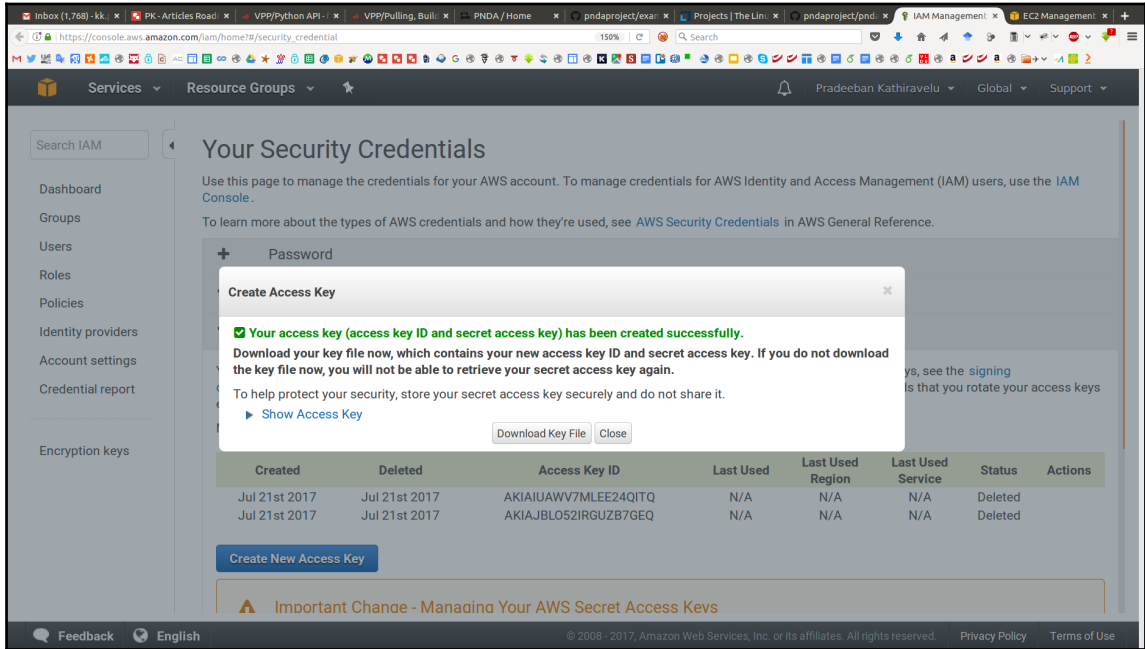 Inbox (1,768) - kk.
PK - Articles Road
VPP/Python API -
VPP/Pulling, Build
PNDA / Home
pndaproject/exam
Projects | The Linu
pndaproject/pnd
IAM Management
EC2 Management
https://console.aws.amazon.com/iam/home?#/security_credential
150%
Search
Services
Resource Groups
Pradeeban Kathiravelu
Global
Support
Search IAM
Dashboard
Groups
Users
Roles
Policies
Identity providers
Account settings
Credential report
Encryption keys
Your Security Credentials
Use this page to manage the credentials for your AWS account. To manage credentials for AWS Identity and Access Management (IAM) users, use the IAM
Console.
To learn more about the types of AWS credentials and how they're used, see AWS Security Credentials in AWS General Reference.
Password
Create Access Key
Your access key (access key ID and secret access key) has been created successfully.
Download your key file now, which contains your new access key ID and secret access key. If you do not download
the key file now, you will not be able to retrieve your secret access key again.
To help protect your security, store your secret access key securely and do not share it.
Show Access Key
Download Key File
Close
ys, see the signing
ls that you rotate your access keys
Created Deleted Access Key ID Last Used Last Used Region Last Used Service Status Actions
Jul 21st 2017 Jul 21st 2017 AKIAIUAWV7MLEE24QITQ N/A N/A N/A Deleted
Jul 21st 2017 Jul 21st 2017 AKIAJBLO52IRGUZB7GEQ N/A N/A N/A Deleted
Create New Access Key
Important Change - Managing Your AWS Secret Access Keys
Feedback
English
© 2008 - 2017, Amazon Web Services, Inc. or its affiliates. All rights reserved.
Privacy Policy
Terms of Use